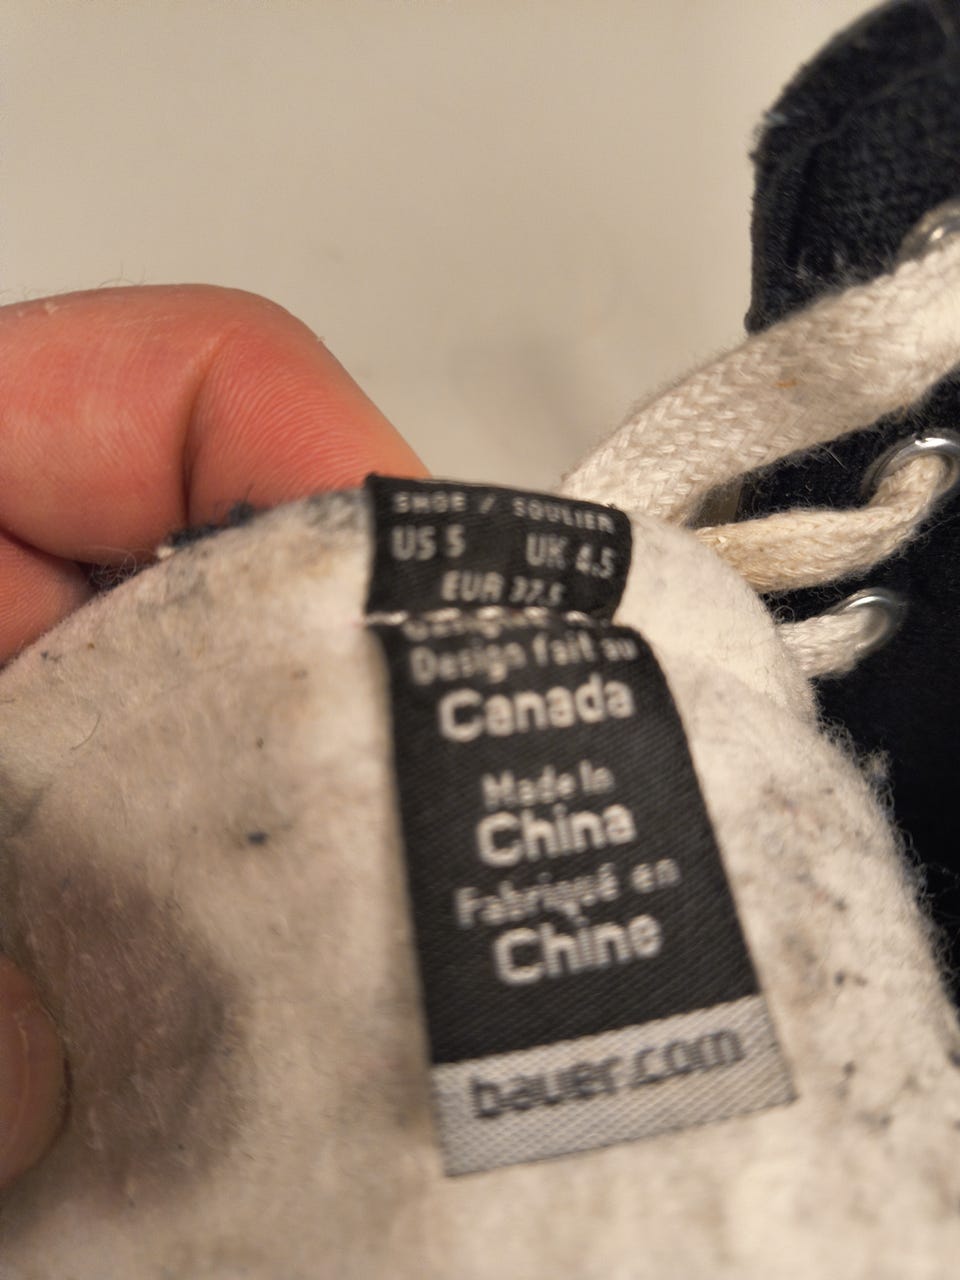 SHOE / SOULIER
US 5 UK 4.5
EUR 37.5
Design fait au
Canada
Made in
China
Fabriqué en
Chine
bauer.com